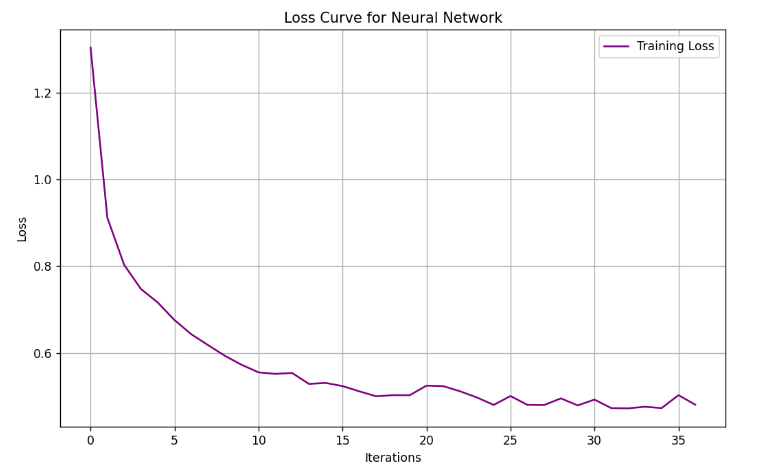 Loss Curve for Neural Network
Training Loss
1.2
1.0
0.8
0.6
Loss
0 5 10 15 20 25 30 35
Iterations